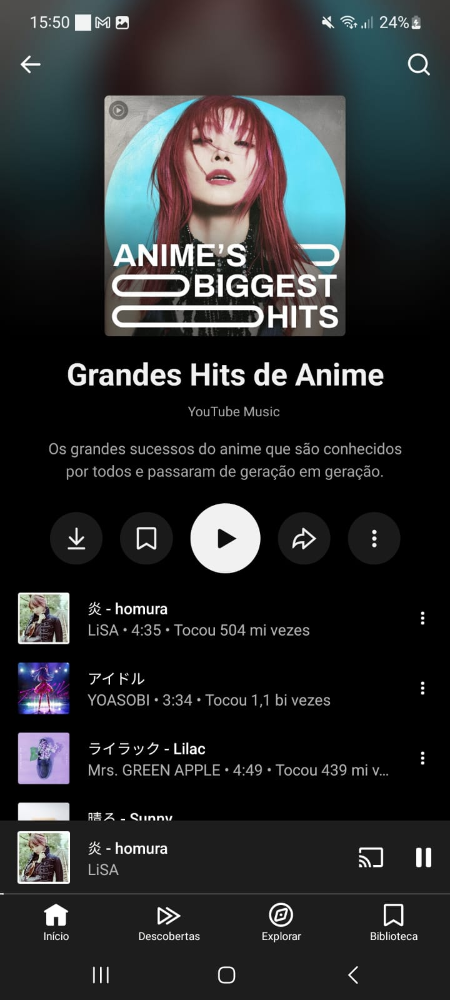 15:50
24%
ANIME'S
BIGGEST
HITS
Grandes Hits de Anime
YouTube Music
Os grandes sucessos do anime que são conhecidos
por todos e passaram de geração em geração.
炎 - homura
LiSA • 4:35 • Tocou 504 mi vezes
アイドル
YOASOBI • 3:34 • Tocou 1,1 bi vezes
ライラック - Lilac
Mrs. GREEN APPLE • 4:49 • Tocou 439 mi v...
晴る - Sunny
炎 - homura
LiSA
Início
Descobertas
Explorar
Biblioteca